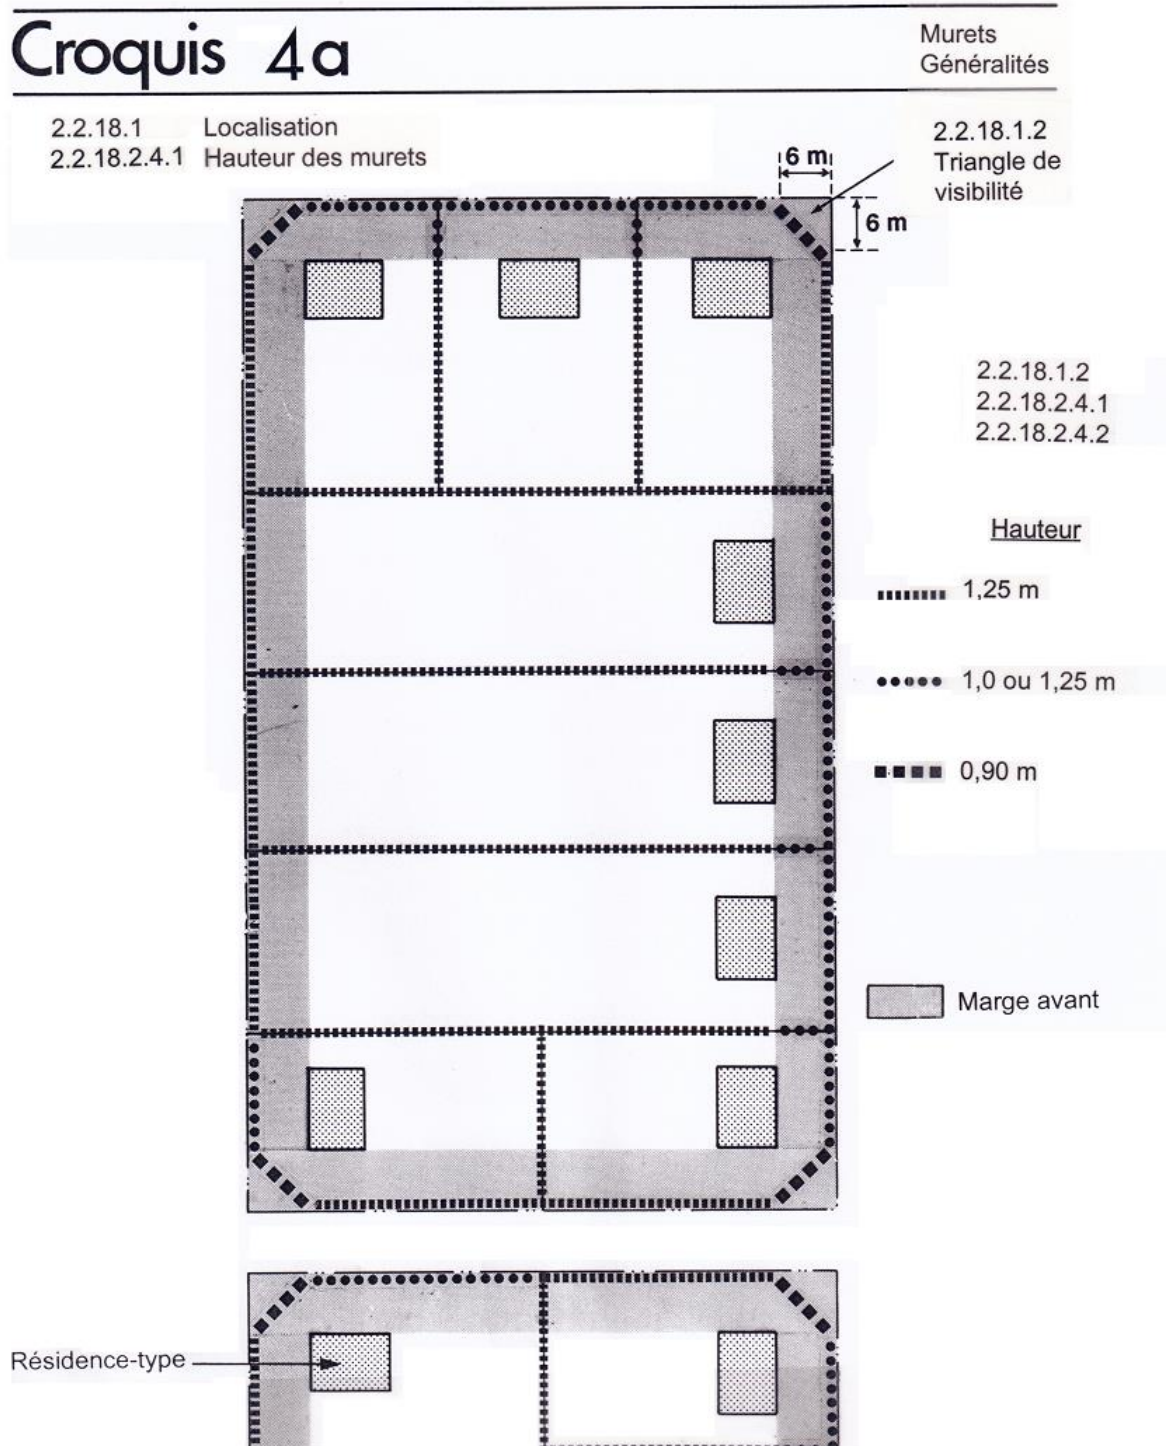 Croquis 4a
Murets
Généralités
2.2.18.1 Localisation
2.2.18.2.4.1 Hauteur des murets
2.2.18.1.2
Triangle de
visibilité
6 m
6 m
2.2.18.1.2
2.2.18.2.4.1
2.2.18.2.4.2
Hauteur
1,25 m
1,0 ou 1,25 m
0,90 m
Marge avant
Résidence-type